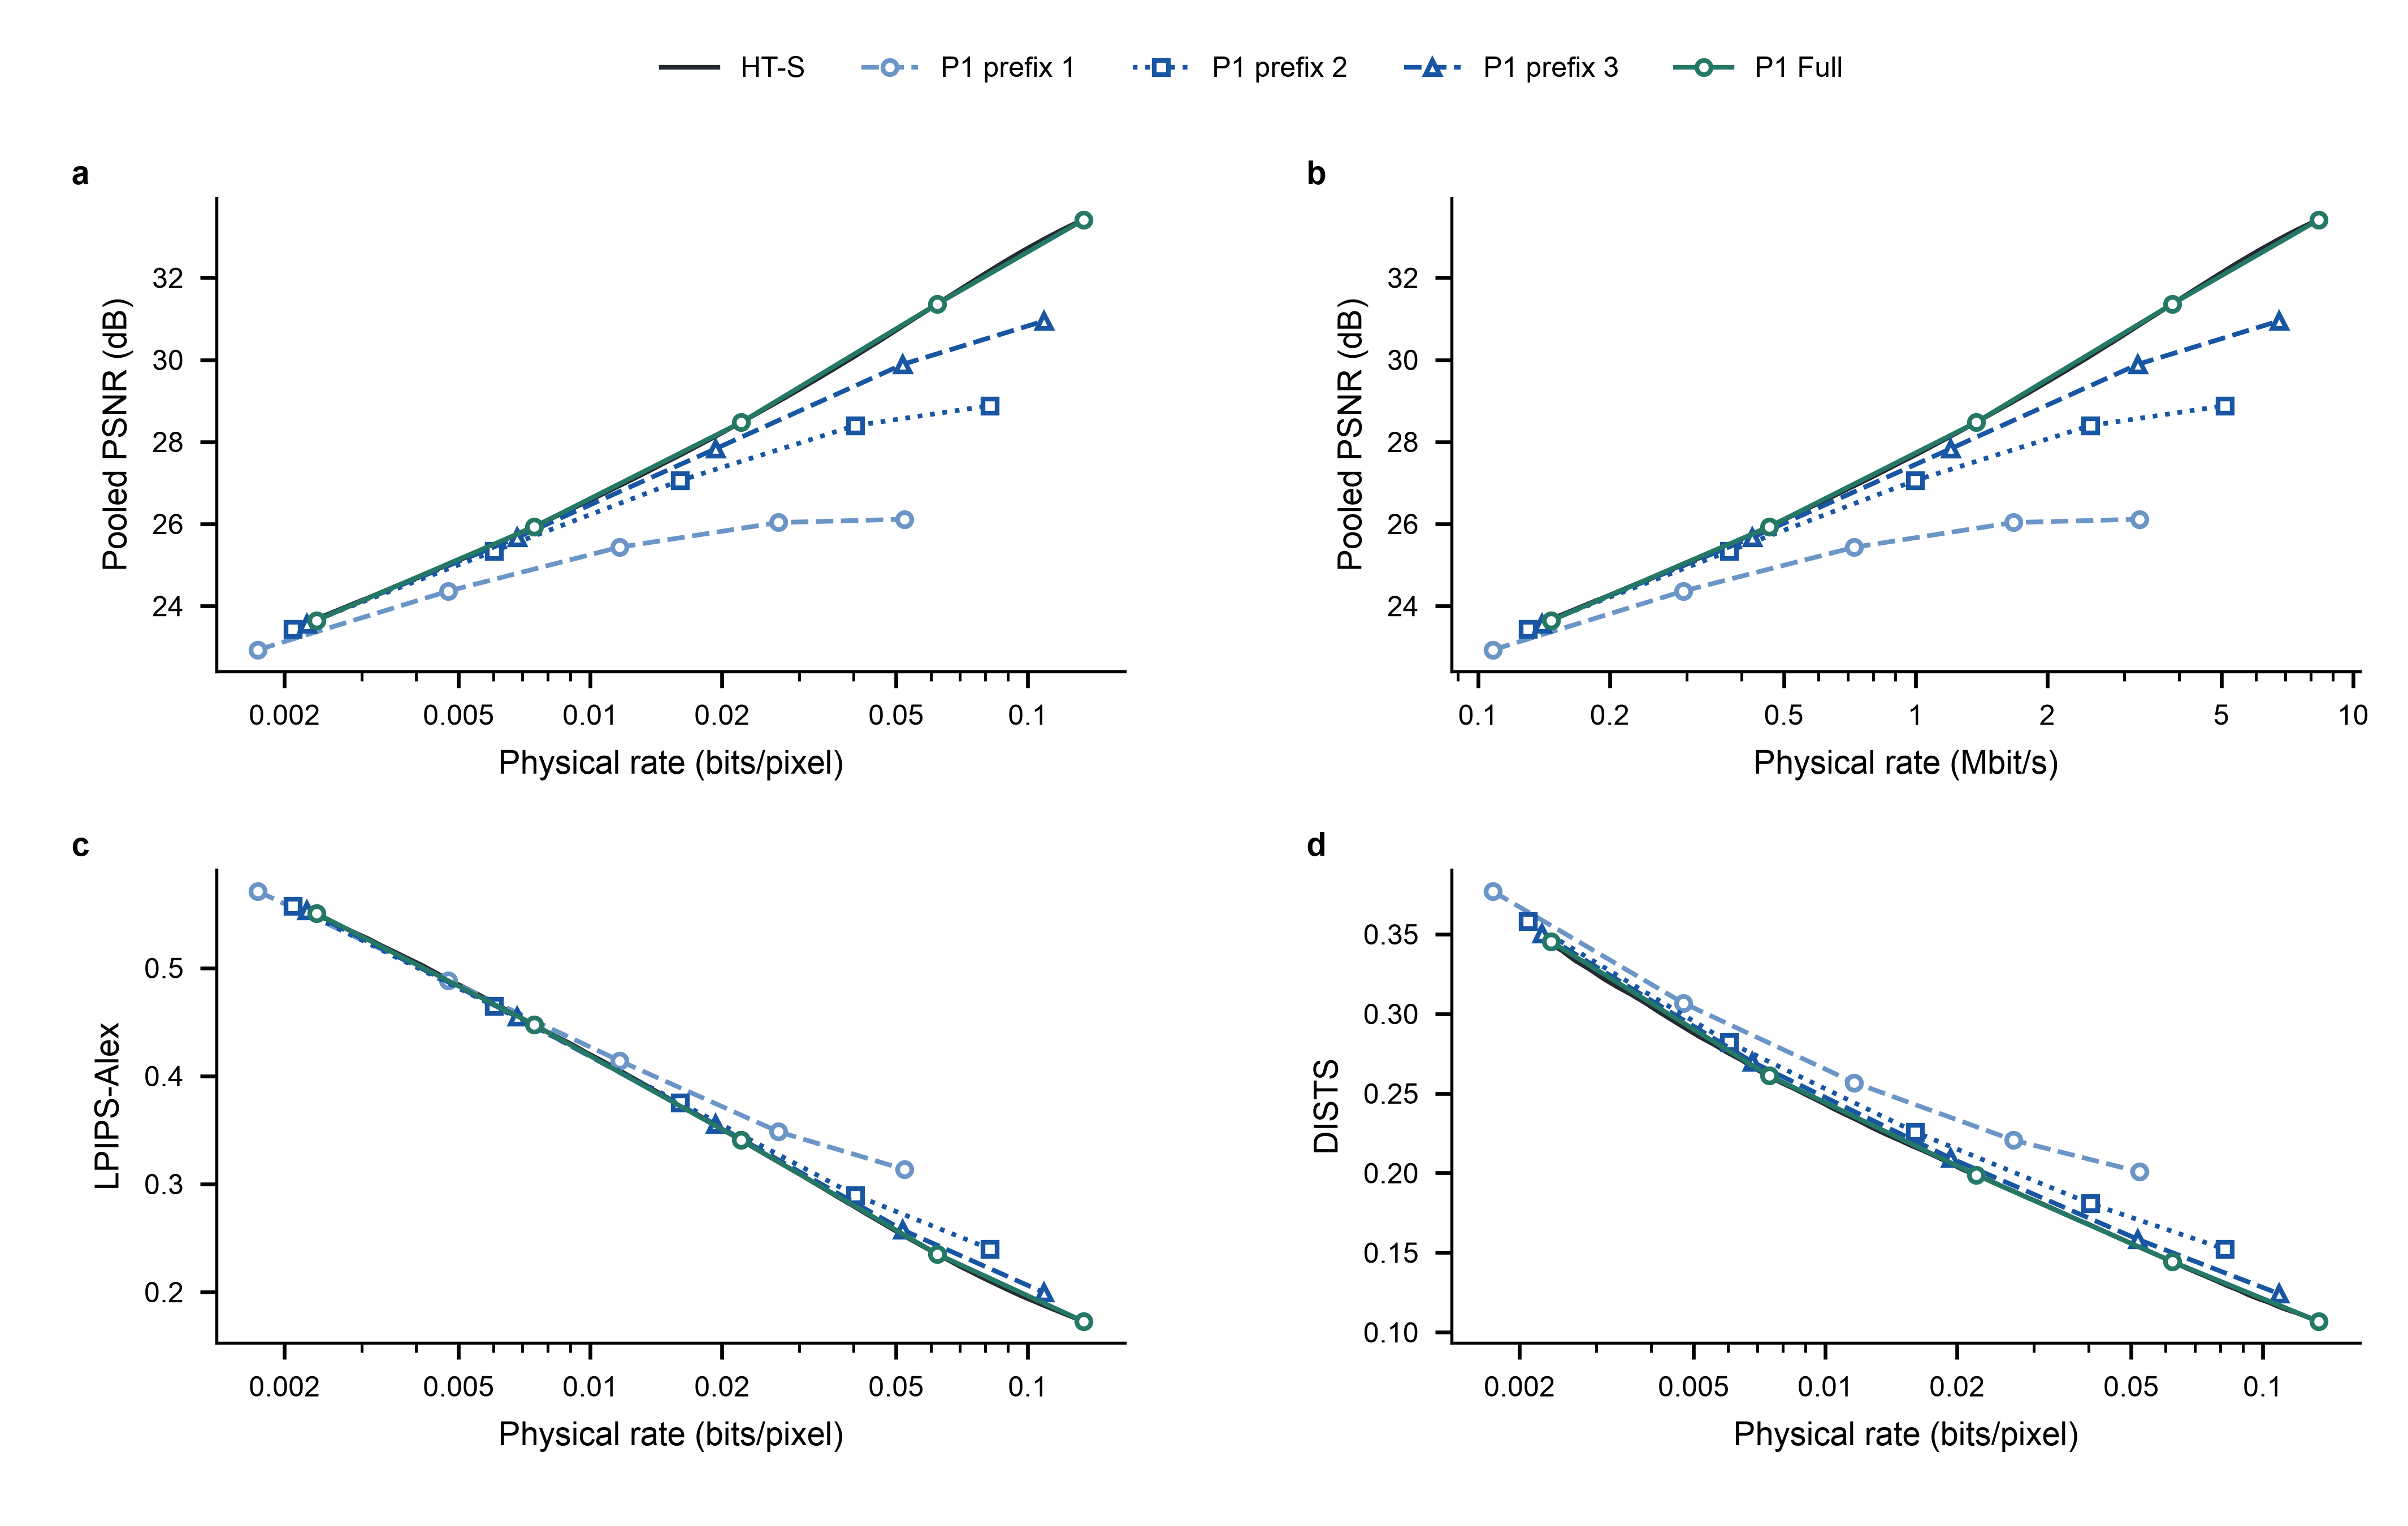 HT-S P1 prefix 1 P1 prefix 2 P1 prefix 3 P1 Full
a
Pooled PSNR (dB)
32
30
28
26
24
0.002 0.005 0.01 0.02 0.05 0.1
Physical rate (bits/pixel)
b
Pooled PSNR (dB)
32
30
28
26
24
0.1 0.2 0.5 1 2 5 10
Physical rate (Mbit/s)
c
LPIPS-Alex
0.5
0.4
0.3
0.2
0.002 0.005 0.01 0.02 0.05 0.1
Physical rate (bits/pixel)
d
DISTS
0.35
0.30
0.25
0.20
0.15
0.10
0.002 0.005 0.01 0.02 0.05 0.1
Physical rate (bits/pixel)